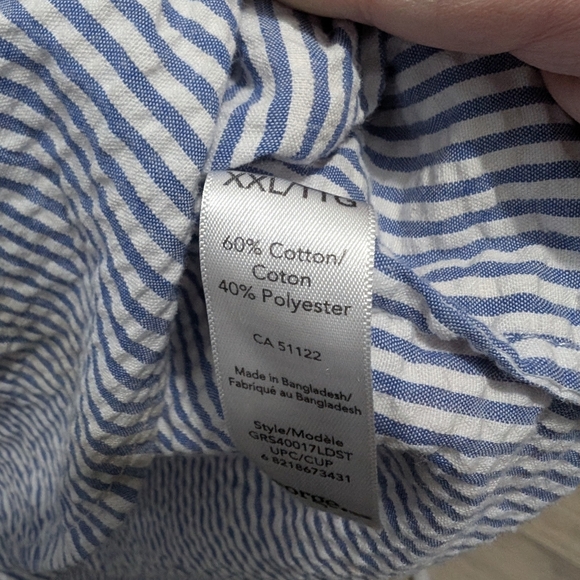 XXL/TTG
60% Cotton/
Coton
40% Polyester
CA 51122
Made in Bangladesh/
Fabriqué au Bangladesh
Style/Modèle
GRS40017LDST
UPC/CUP
6 8218673431